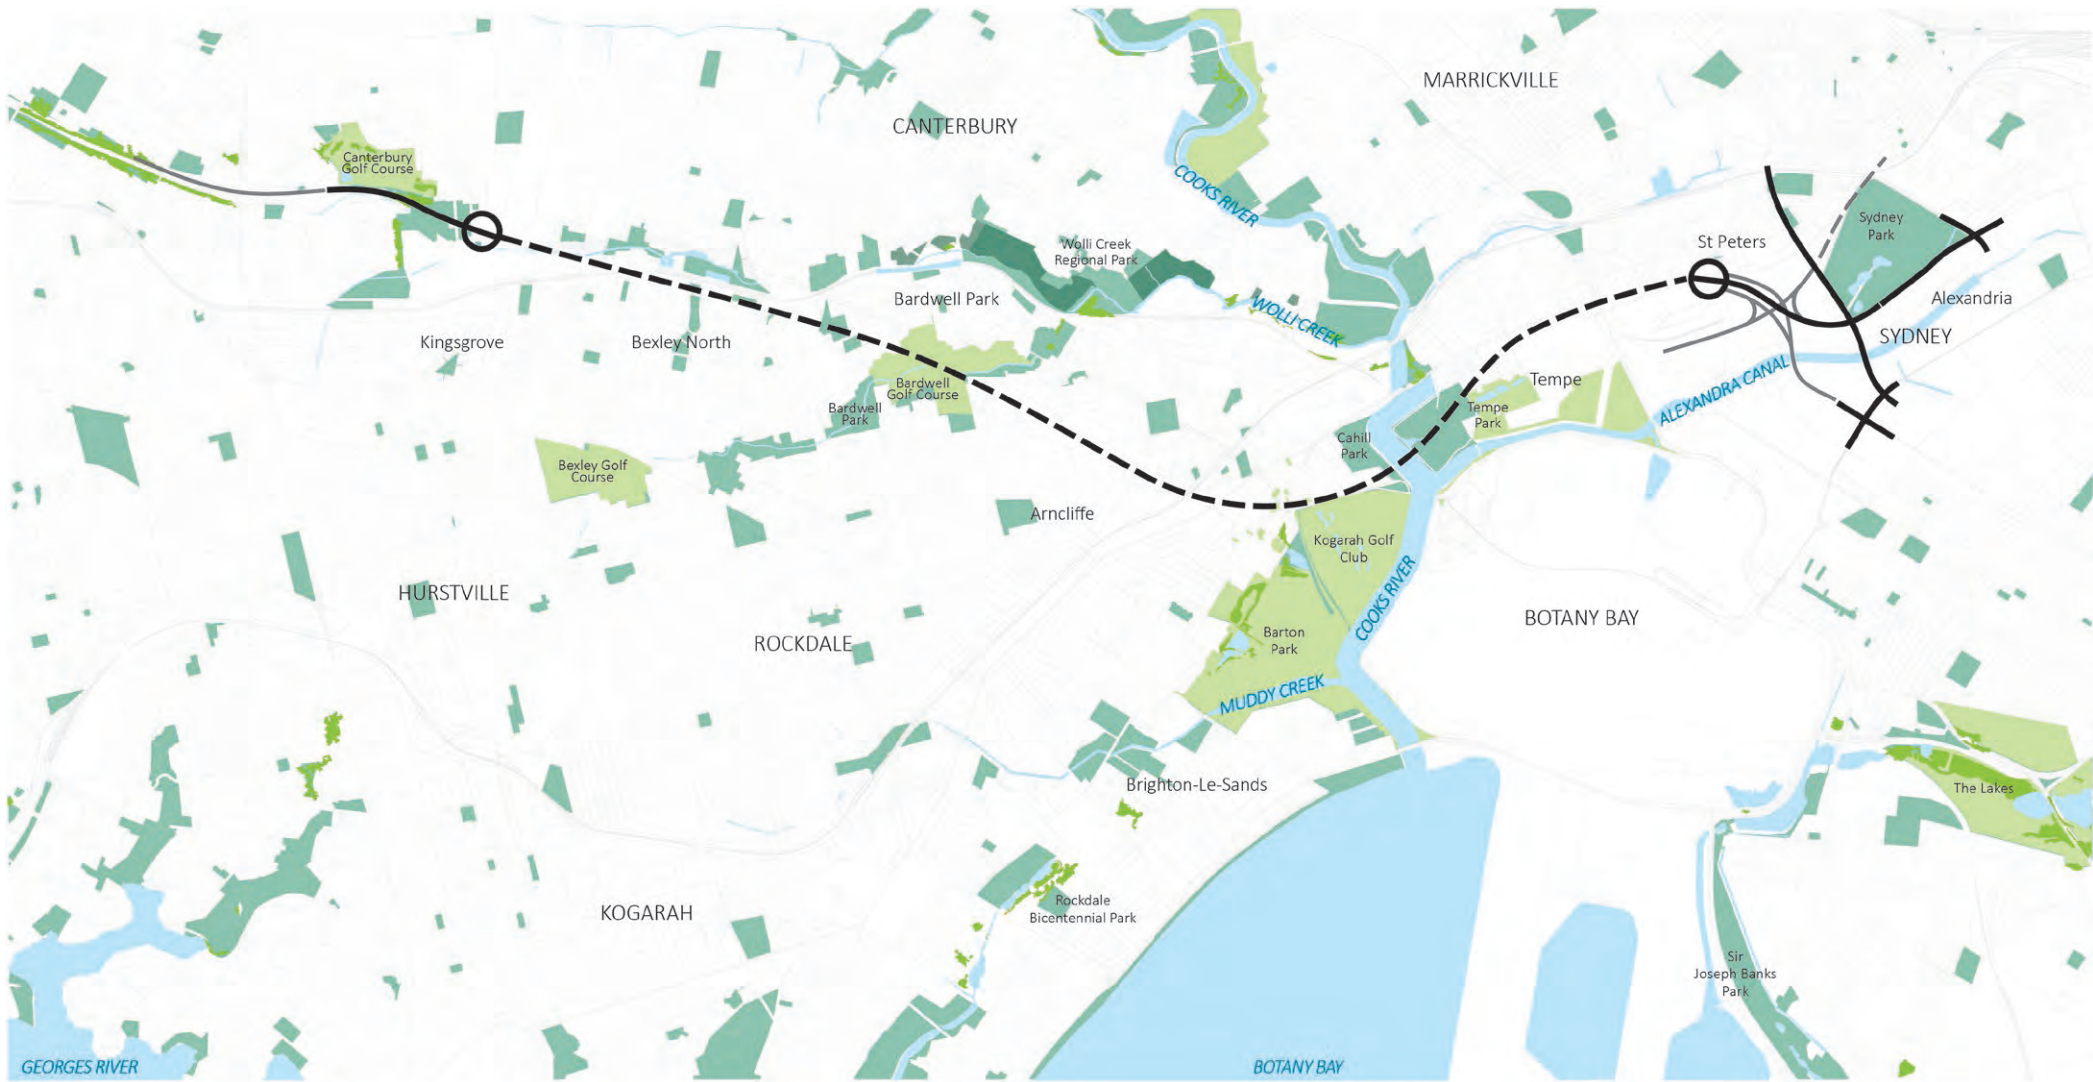 MARRICKVILLE
CANTERBURY
Canterbury
Golf Course
COOKS RIVER
Sydney
Park
St Peters
Wolli Creek
Regional Park
Bardwell Park
Alexandria
WOLLI CREEK
SYDNEY
Kingsgrove
Bexley North
Tempe
ALEXANDRA CANAL
Bardwell
Golf Course
Bardwell
Park
Tempe
Park
Cahill
Park
Bexley Golf
Course
Arncliffe
Kogarah Golf
Club
HURSTVILLE
COOKS RIVER
BOTANY BAY
ROCKDALE
Barton
Park
MUDDY CREEK
Brighton-Le-Sands
The Lakes
KOGARAH
Rockdale
Bicentennial Park
Sir
Joseph Banks
Park
GEORGES RIVER
BOTANY BAY